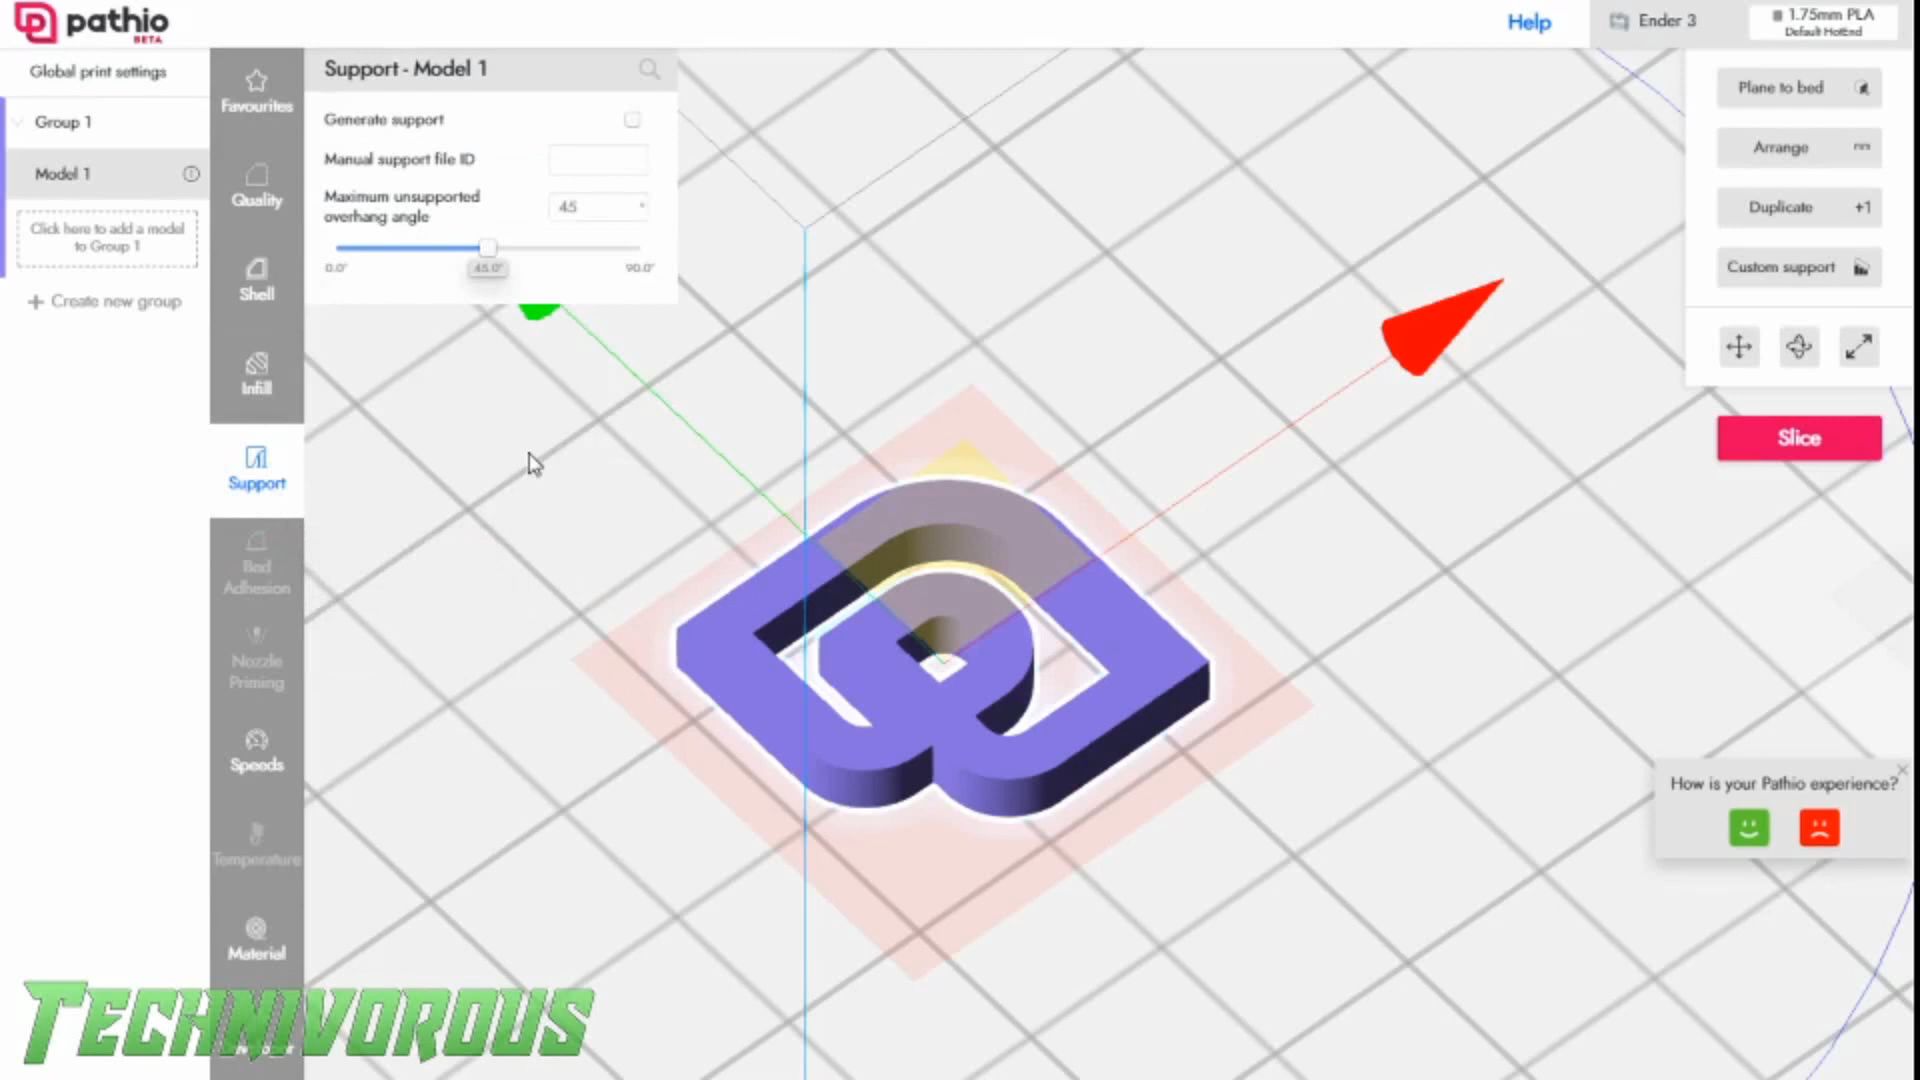 pathio
BETA
Help
Ender 3
1.75mm PLA
Default HotEnd
Global print settings
Group 1
Model 1
Click here to add a model
to Group 1
Create new group
Favourites
Quality
Shell
Infill
Support
Bed
Adhesion
Nozzle
Priming
Speeds
Temperature
Material
Support - Model 1
Generate support
Manual support file ID
Maximum unsupported
overhang angle
45
°
0.0°
45.0°
90.0°
Plane to bed
Arrange
Duplicate +1
Custom support
Slice
How is your Pathio experience?
TECHNIVOROUS